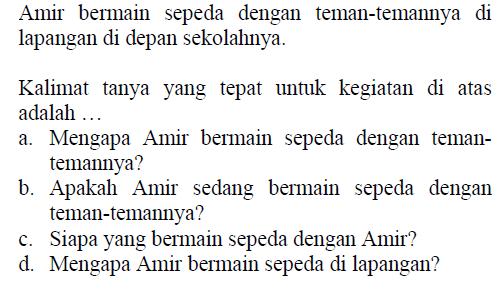 Amir bermain sepeda dengan teman-temannya di
lapangan di depan sekolahnya.
Kalimat tanya yang tepat untuk kegiatan di atas
adalah …
a. Mengapa Amir bermain sepeda dengan teman-
temannya?
b. Apakah Amir sedang bermain sepeda dengan
teman-temannya?
c. Siapa yang bermain sepeda dengan Amir?
d. Mengapa Amir bermain sepeda di lapangan?